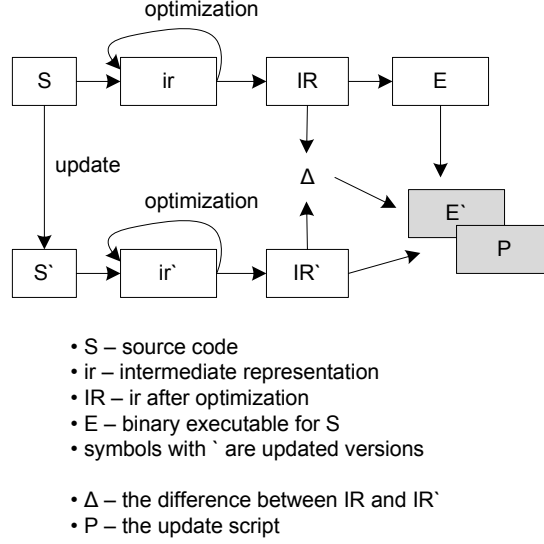 optimization
S
ir
IR
E
update
Δ
optimization
E`
P
S`
ir`
IR`
• S – source code
• ir – intermediate representation
• IR – ir after optimization
• E – binary executable for S
• symbols with ` are updated versions
• Δ – the difference between IR and IR`
• P – the update script